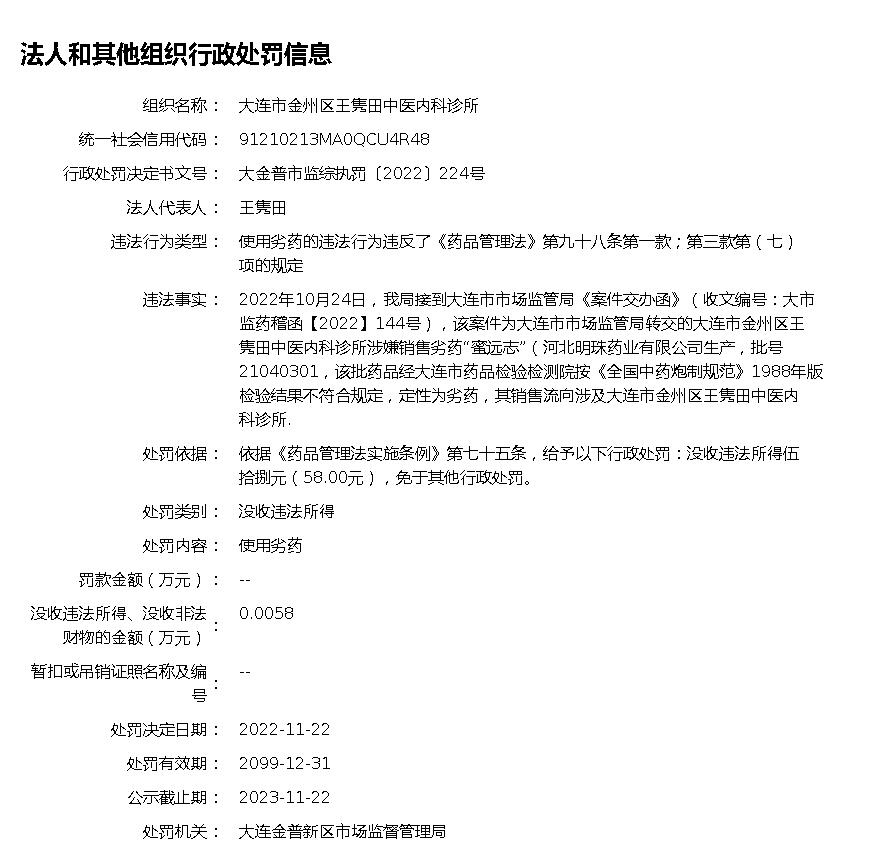 法人和其他组织行政处罚信息
组织名称： 大连市金州区王隽田中医内科诊所
统一社会信用代码： 91210213MA0QCU4R48
行政处罚决定书文号： 大金普市监综执罚〔2022〕224号
法人代表人： 王隽田
违法行为类型： 使用劣药的违法行为违反了《药品管理法》第九十八条第一款；第三款第（七）
项的规定
违法事实： 2022年10月24日，我局接到大连市市场监管局《案件交办函》（收文编号：大市
监药稽函【2022】144号），该案件为大连市市场监管局转交的大连市金州区王
隽田中医内科诊所涉嫌销售劣药“蜜远志”（河北明珠药业有限公司生产，批号
21040301，该批药品经大连市药品检验检测院按《全国中药炮制规范》1988年版
检验结果不符合规定，定性为劣药，其销售流向涉及大连市金州区王隽田中医内
科诊所.
处罚依据： 依据《药品管理法实施条例》第七十五条，给予以下行政处罚：没收违法所得伍
拾捌元（58.00元），免于其他行政处罚。
处罚类别： 没收违法所得
处罚内容： 使用劣药
罚款金额（万元）： --
没收违法所得、没收非法
财物的金额（万元）： 0.0058
暂扣或吊销证照名称及编
号： --
处罚决定日期： 2022-11-22
处罚有效期： 2099-12-31
公示截止期： 2023-11-22
处罚机关： 大连金普新区市场监督管理局